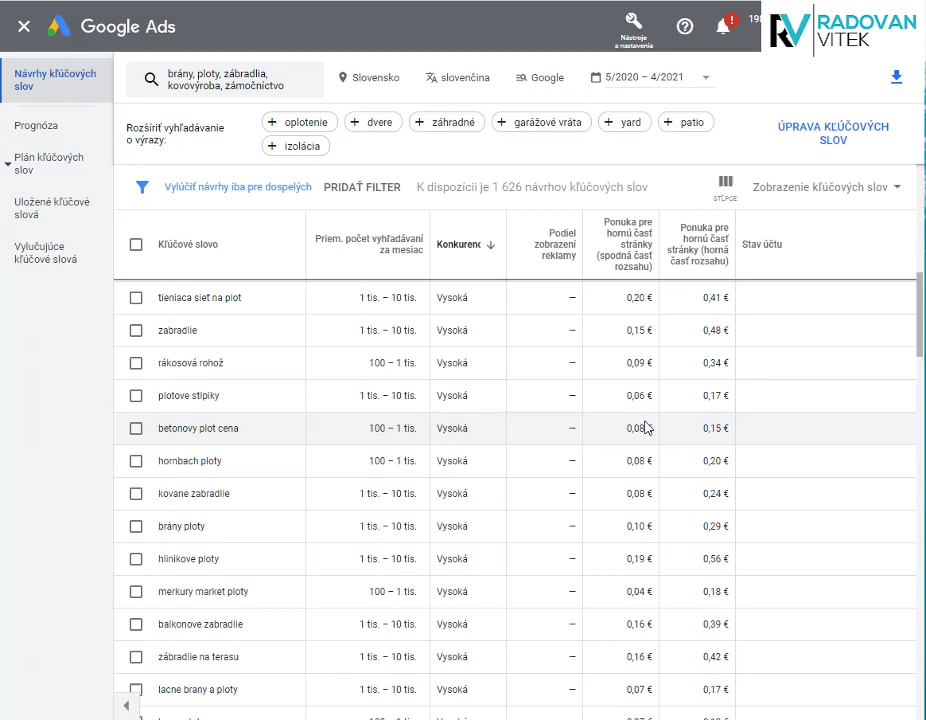 Google Ads
Nástroje
a nastavenia
RADOVAN
VITEK
Návrhy kľúčových
slov
Prognóza
Plán kľúčových
slov
Uložené kľúčové
slová
Vylučujúce
kľúčové slová
brány, ploty, zábradlia,
kovovýroba, zámočníctvo
Slovensko
slovenčina
Google
5/2020 – 4/2021
Rozšíriť vyhľadávanie
o výrazy:
+ oplotenie
+ dvere
+ záhradné
+ garážové vráta
+ yard
+ patio
+ izolácia
ÚPRAVA KĽÚČOVÝCH
SLOV
Vylúčiť návrhy iba pre dospelých
PRIDAŤ FILTER
K dispozícii je 1 626 návrhov kľúčových slov
STĹPCE
Zobrazenie kľúčových slov
Kľúčové slovo
Priem. počet vyhľadávaní
za mesiac
Konkurenc
Podiel
zobrazení
reklamy
Ponuka pre
hornú časť
stránky
(spodná časť
rozsahu)
Ponuka pre
hornú časť
stránky (horná
časť rozsahu)
Stav účtu
tieniaca sieť na plot 1 tis. – 10 tis. Vysoká – 0,20 € 0,41 €
zabradlie 1 tis. – 10 tis. Vysoká – 0,15 € 0,48 €
rákosová rohož 100 – 1 tis. Vysoká – 0,09 € 0,34 €
plotove stlpiky 1 tis. – 10 tis. Vysoká – 0,06 € 0,17 €
betonovy plot cena 100 – 1 tis. Vysoká – 0,08 0,15 €
hornbach ploty 100 – 1 tis. Vysoká – 0,08 € 0,20 €
kovane zabradlie 1 tis. – 10 tis. Vysoká – 0,08 € 0,24 €
brány ploty 1 tis. – 10 tis. Vysoká – 0,10 € 0,29 €
hlinikove ploty 1 tis. – 10 tis. Vysoká – 0,19 € 0,56 €
merkury market ploty 100 – 1 tis. Vysoká – 0,04 € 0,18 €
balkonove zabradlie 1 tis. – 10 tis. Vysoká – 0,16 € 0,39 €
zábradlie na terasu 1 tis. – 10 tis. Vysoká – 0,16 € 0,42 €
lacne brany a ploty 1 tis. – 10 tis. Vysoká – 0,07 € 0,17 €